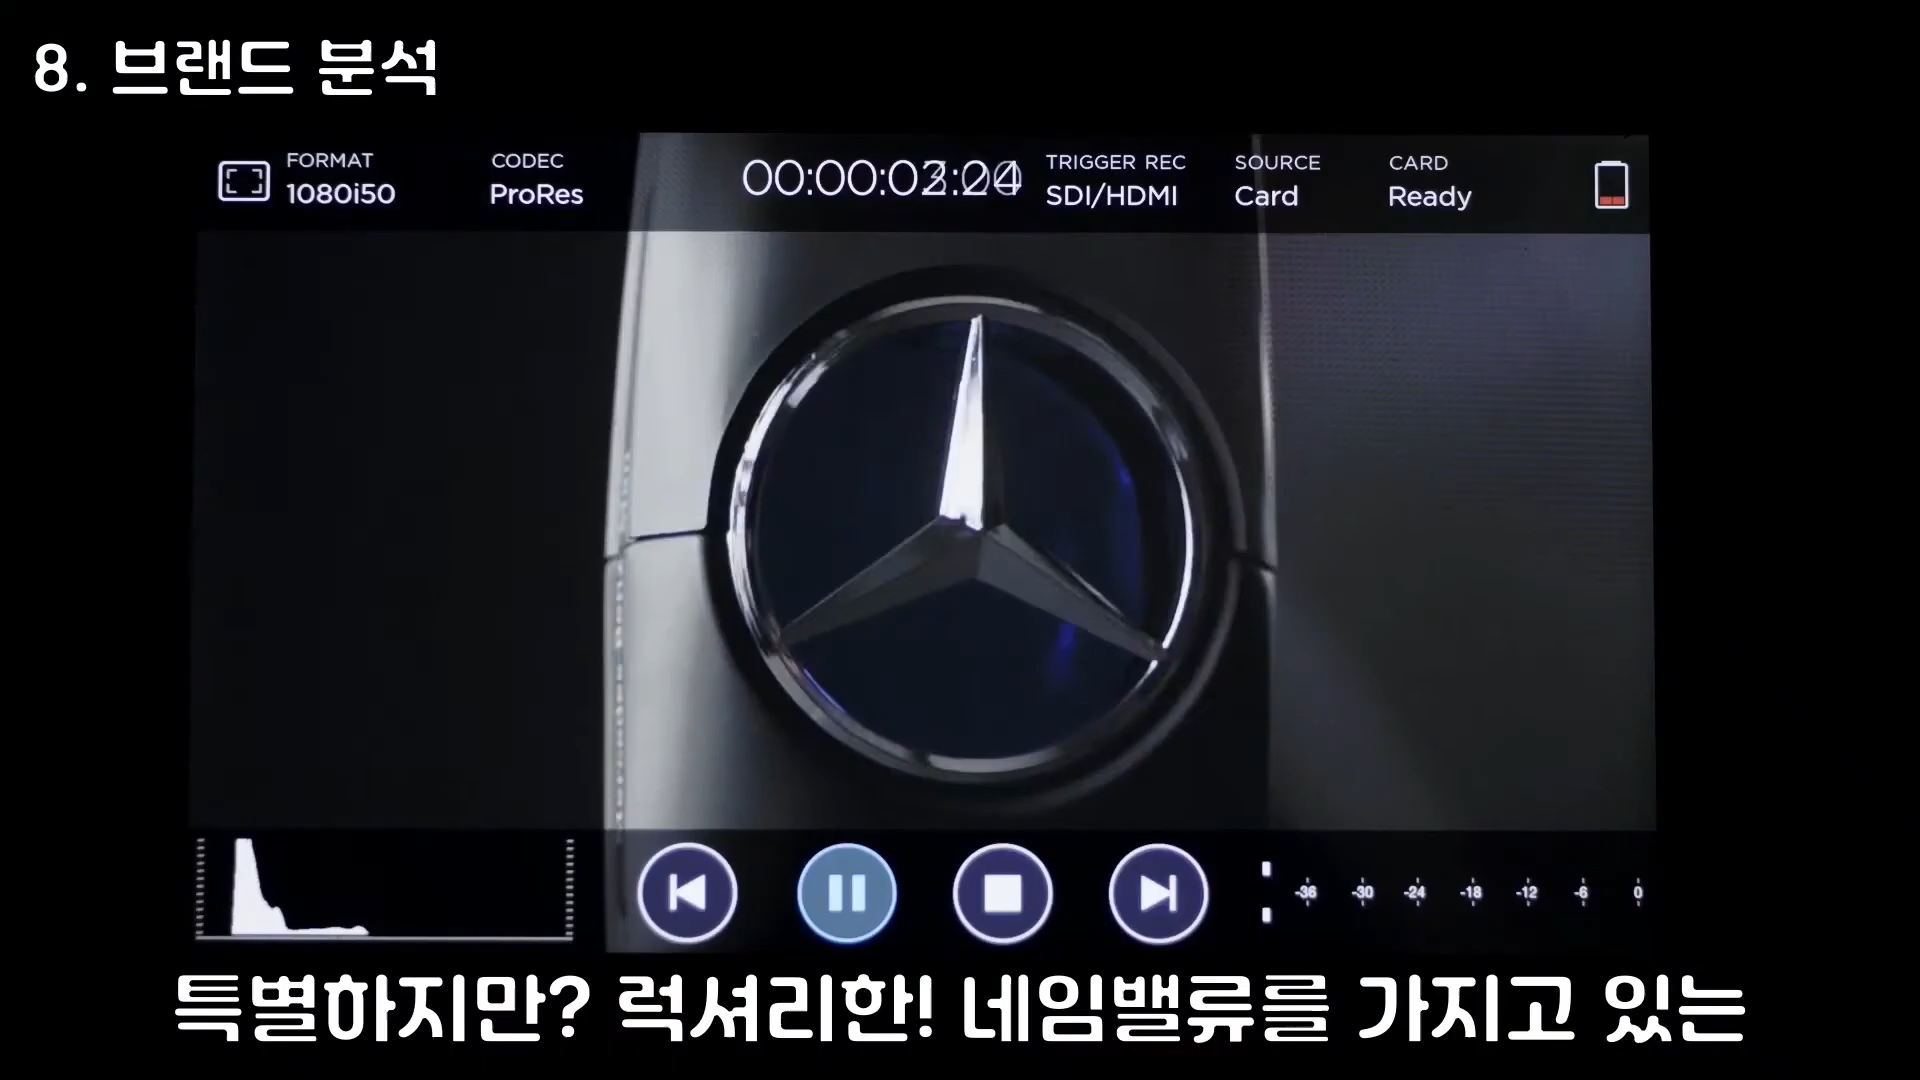 8. 브랜드 분석
FORMAT
1080i50
CODEC
ProRes
TRIGGER REC
SDI/HDMI
SOURCE
Card
CARD
Ready
-36 -30 -24 -18 -12 -6 0
특별하지만? 럭셔리한! 네임밸류를 가지고 있는